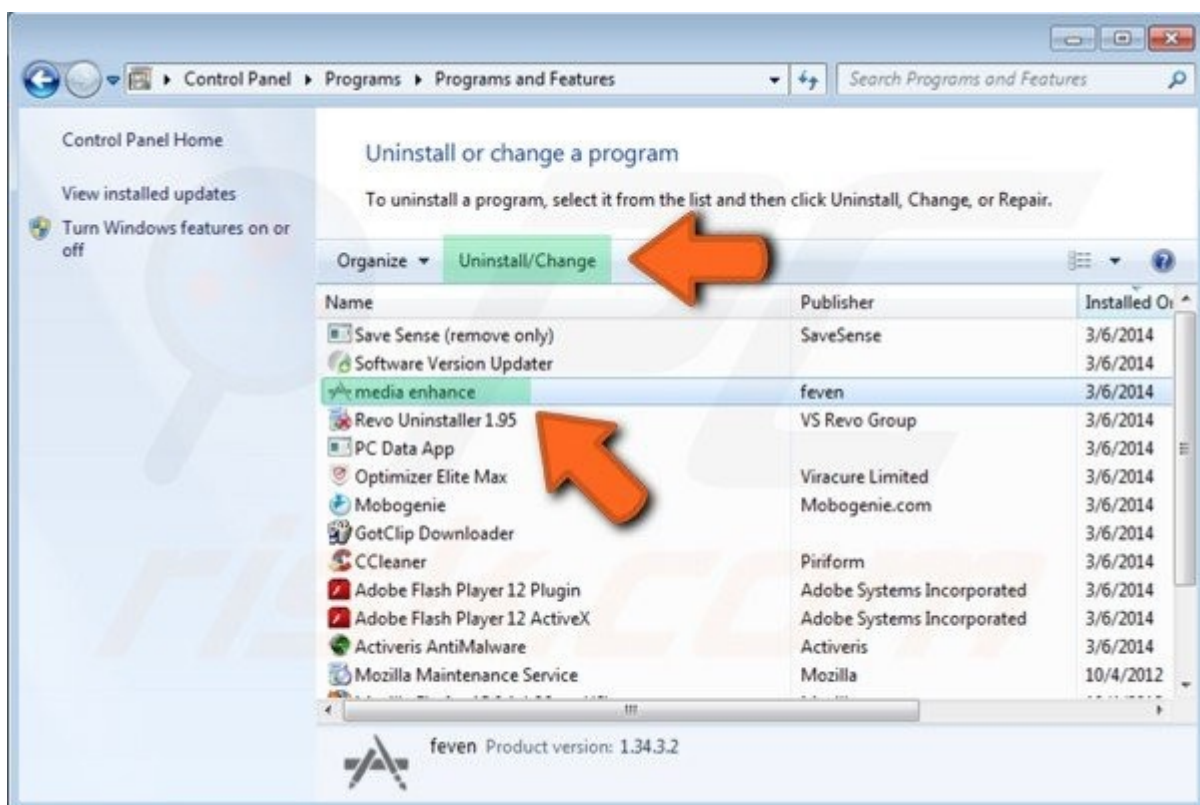 Control Panel Programs Programs and Features
Search Programs and Features
Control Panel Home
View installed updates
Turn Windows features on or
off
Uninstall or change a program
To uninstall a program, select it from the list and then click Uninstall, Change, or Repair.
Organize Uninstall/Change
Name Publisher Installed
Save Sense (remove only) SaveSense 3/6/2014
Software Version Updater 3/6/2014
media enhance feven 3/6/2014
Revo Uninstaller 1.95 VS Revo Group 3/6/2014
PC Data App 3/6/2014
Optimizer Elite Max Viracure Limited 3/6/2014
Mobogenie Mobogenie.com 3/6/2014
GotClip Downloader 3/6/2014
CCleaner Piriform 3/6/2014
Adobe Flash Player 12 Plugin Adobe Systems Incorporated 3/6/2014
Adobe Flash Player 12 ActiveX Adobe Systems Incorporated 3/6/2014
Activeris AntiMalware Activeris 3/6/2014
Mozilla Maintenance Service Mozilla 10/4/2012
feven Product version: 1.34.3.2
PC
risk.com